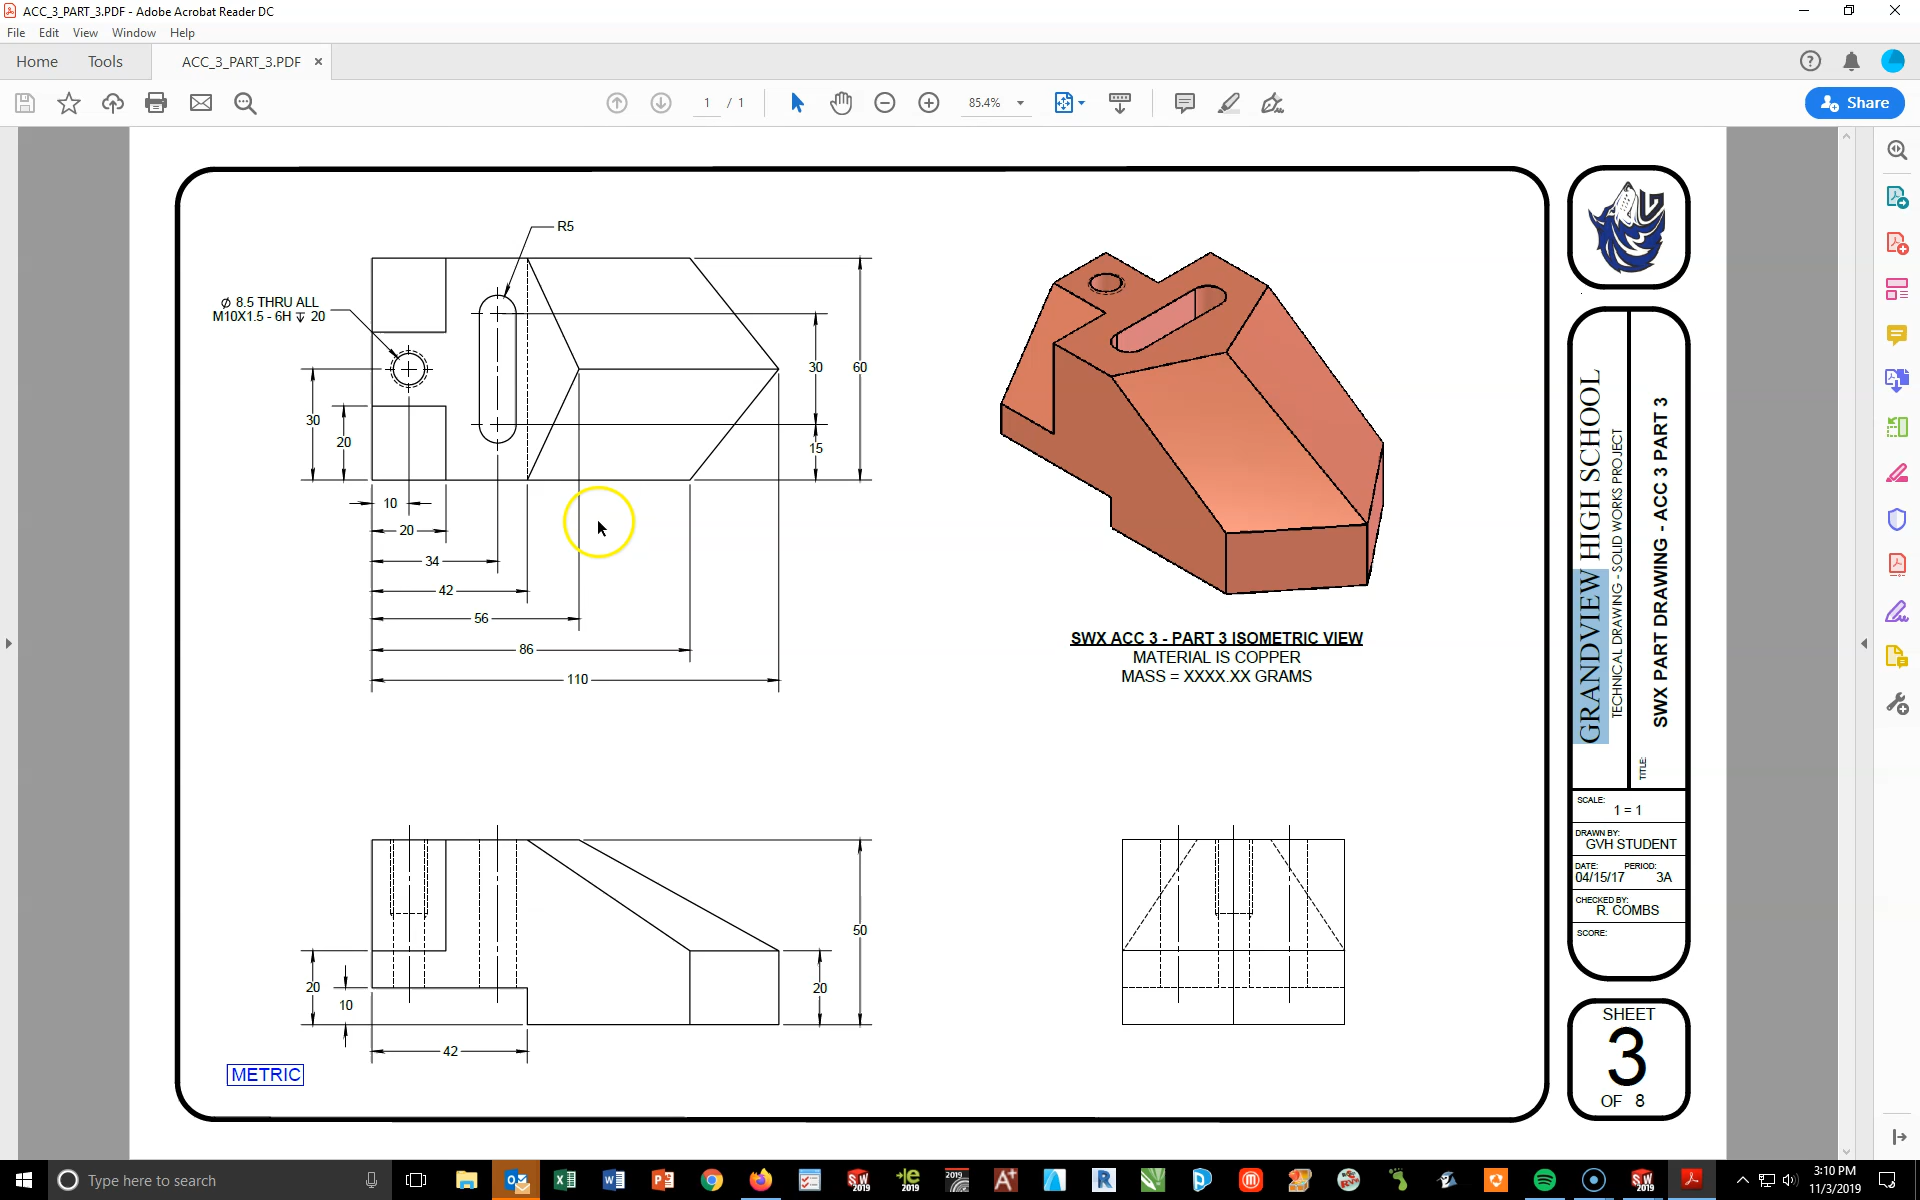 ACC_3_PART_3.PDF - Adobe Acrobat Reader DC
File Edit View Window Help
Home Tools ACC_3_PART_3.PDF ×
1 / 1 85.4% Share
R5
Ø 8.5 THRU ALL
M10X1.5 - 6H ↧ 20
30
20
30
60
15
10
20
34
42
56
86
110
SWX ACC 3 - PART 3 ISOMETRIC VIEW
MATERIAL IS COPPER
MASS = XXXX.XX GRAMS
50
20
10
20
42
METRIC
GRANDVIEW HIGH SCHOOL
TECHNICAL DRAWING - SOLID WORKS PROJECT
TITLE:
SWX PART DRAWING - ACC 3 PART 3
SCALE:
1 = 1
DRAWN BY:
GVH STUDENT
DATE: PERIOD:
04/15/17 3A
CHECKED BY:
R. COMBS
SCORE:
SHEET
3
OF 8
Type here to search
3:10 PM
11/3/2019